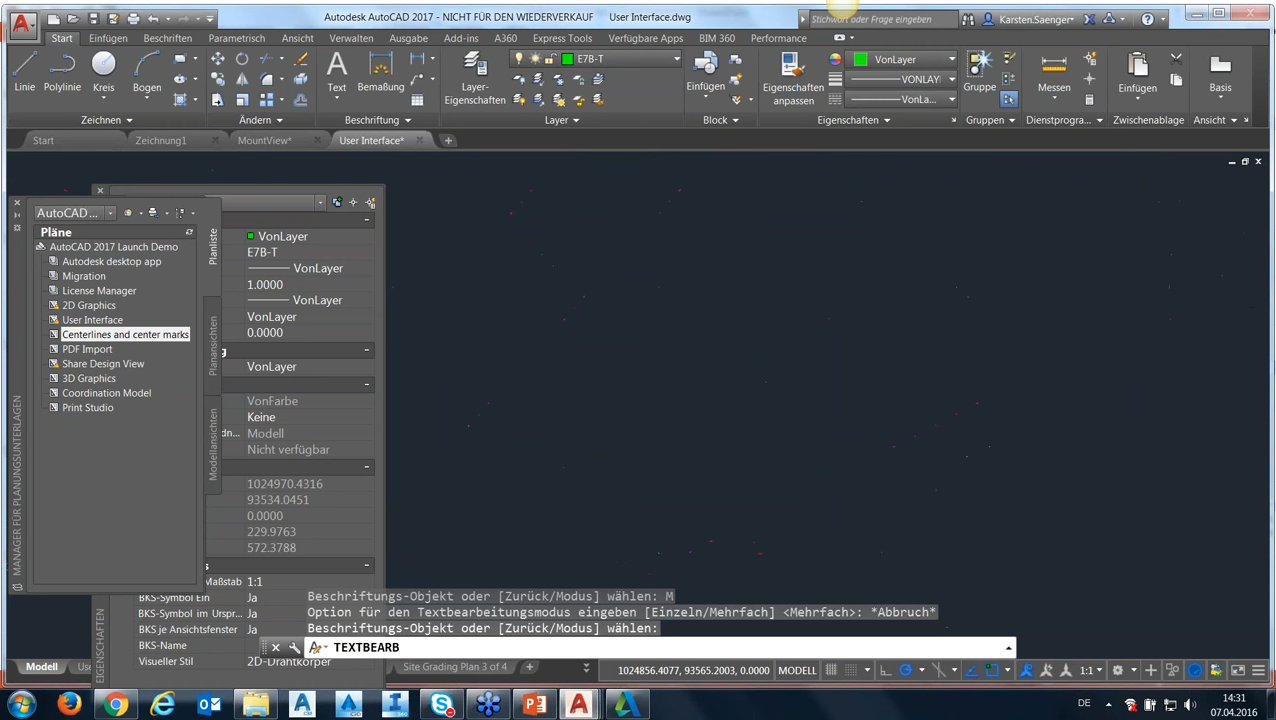 Autodesk AutoCAD 2017 - NICHT FÜR DEN WIEDERVERKAUF User Interface.dwg
Stichwort oder Frage eingeben
Karsten.Saenger
Start Einfügen Beschriften Parametrisch Ansicht Verwalten Ausgabe Add-ins A360 Express Tools Verfügbare Apps BIM 360 Performance
E7B-T
VonLayer
VONLAY
VonLa...
Linie Polylinie Kreis Bogen
Text Bemaßung
Layer-
Eigenschaften
Einfügen
Eigenschaften
anpassen
Gruppe Messen Einfügen Basis
Zeichnen Ändern Beschriftung Layer Block Eigenschaften Gruppen Dienstprogr... Zwischenablage Ansicht
Start Zeichnung1 MountView* User Interface*
AutoCAD ...
Pläne
AutoCAD 2017 Launch Demo
Autodesk desktop app
Migration
License Manager
2D Graphics
User Interface
Centerlines and center marks
PDF Import
Share Design View
3D Graphics
Coordination Model
Print Studio
Planliste
Planansichten
Modellansichten
MANAGER FÜR PLANUNGSUNTERLAGEN
VonLayer
E7B-T
VonLayer
1.0000
VonLayer
VonLayer
0.0000
g
VonLayer
VonFarbe
Keine
dn... Modell
Nicht verfügbar
1024970.4316
93534.0451
0.0000
229.9763
572.3788
s
Maßstab 1:1
BKS-Symbol Ein Ja
BKS-Symbol im Urspr... Ja
BKS je Ansichtsfenster Ja
BKS-Name
Visueller Stil 2D-Drahtkörper
EIGENSCHAFTEN
Beschriftungs-Objekt oder [Zurück/Modus] wählen: M
Option für den Textbearbeitungsmodus eingeben [Einzeln/Mehrfach] <Mehrfach>: *Abbruch*
Beschriftungs-Objekt oder [Zurück/Modus] wählen:
TEXTBEARB
Modell Use Site Grading Plan 3 of 4
1024856.4077, 93565.2003, 0.0000 MODELL 1:1
DE 14:31
07.04.2016